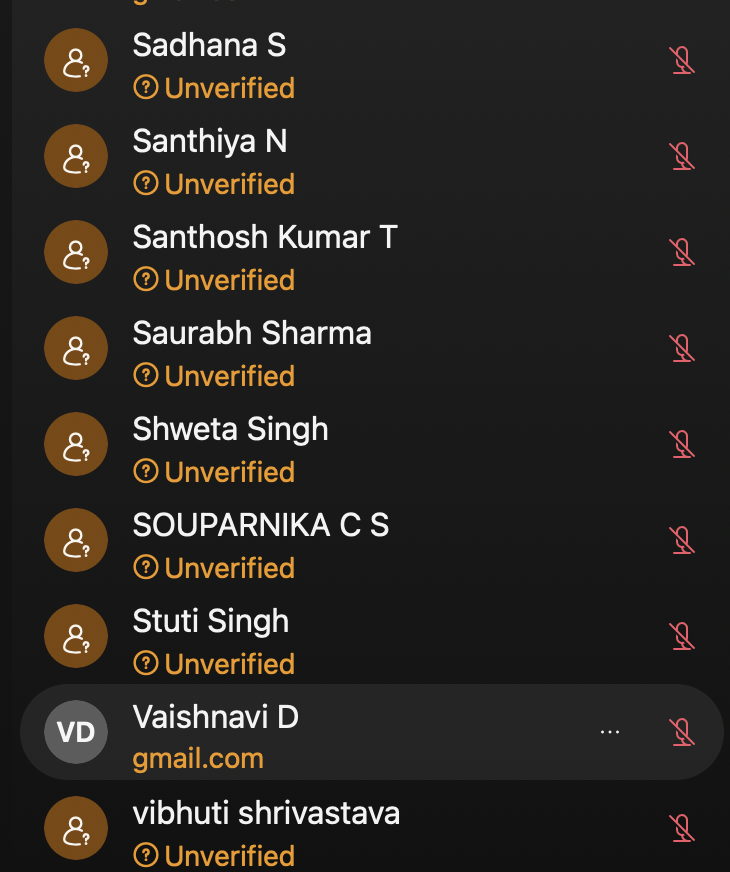 Sadhana S
Unverified
Santhiya N
Unverified
Santhosh Kumar T
Unverified
Saurabh Sharma
Unverified
Shweta Singh
Unverified
SOUPARNIKA C S
Unverified
Stuti Singh
Unverified
VD
Vaishnavi D
gmail.com
vibhuti shrivastava
Unverified